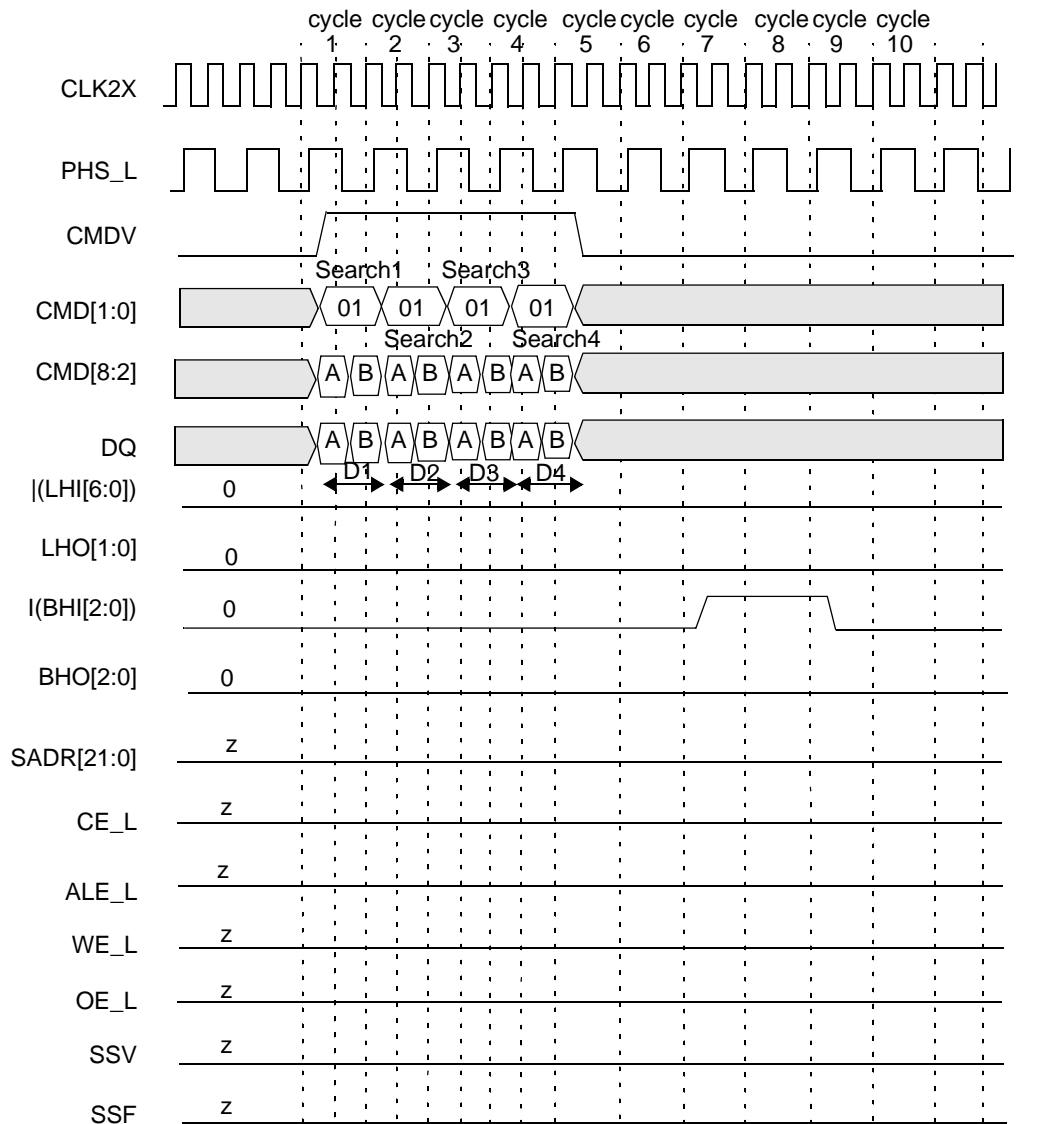 cycle cycle cycle cycle cycle cycle cycle cycle cycle cycle
1 2 3 4 5 6 7 8 9 10
CLK2X
PHS_L
CMDV
Search1 Search3
CMD[1:0] 01 01 01 01
Search2 Search4
CMD[8:2] A B A B A B A B
DQ A B A B A B A B
D1 D2 D3 D4
|(LHI[6:0]) 0
LHO[1:0] 0
I(BHI[2:0]) 0
BHO[2:0] 0
SADR[21:0] z
CE_L z
ALE_L z
WE_L z
OE_L z
SSV z
SSF z